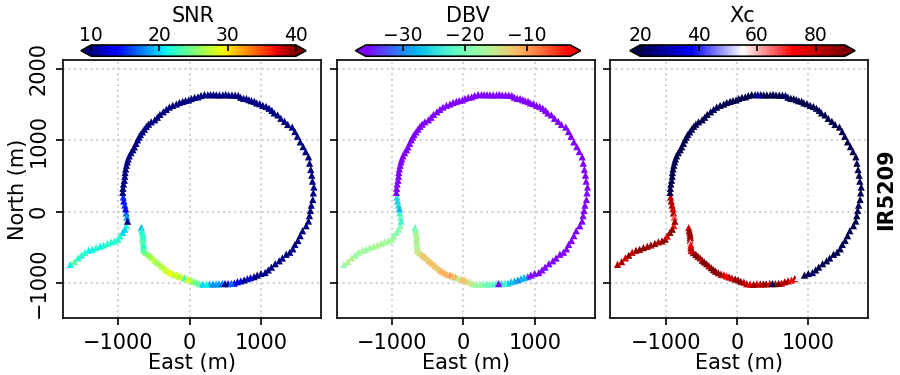 SNR DBV Xc
10 20 30 40 −30 −20 −10 20 40 60 80
2000
1000
0
−1000
North (m)
IR5209
−1000 0 1000 −1000 0 1000 −1000 0 1000
East (m) East (m) East (m)